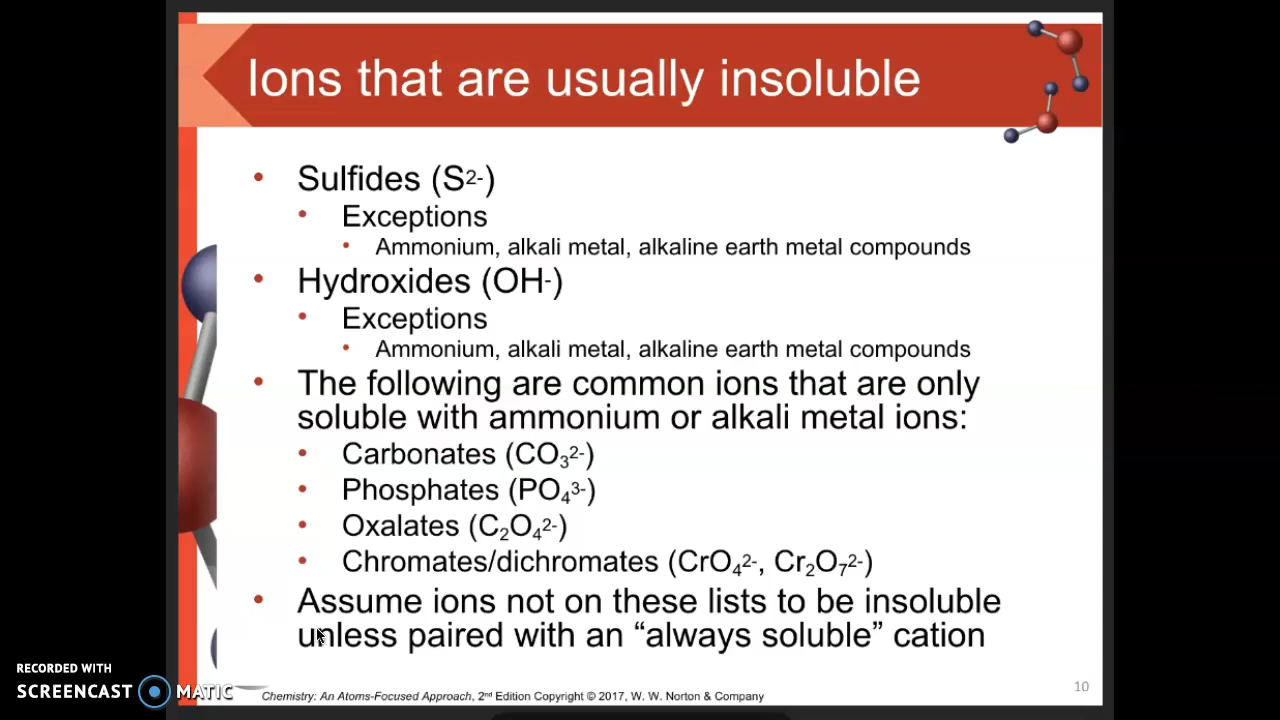 Ions that are usually insoluble
• Sulfides (S²⁻)
• Exceptions
• Ammonium, alkali metal, alkaline earth metal compounds
• Hydroxides (OH⁻)
• Exceptions
• Ammonium, alkali metal, alkaline earth metal compounds
• The following are common ions that are only
soluble with ammonium or alkali metal ions:
• Carbonates (CO₃²⁻)
• Phosphates (PO₄³⁻)
• Oxalates (C₂O₄²⁻)
• Chromates/dichromates (CrO₄²⁻, Cr₂O₇²⁻)
• Assume ions not on these lists to be insoluble
unless paired with an “always soluble” cation
RECORDED WITH
SCREENCAST MATIC
Chemistry: An Atoms-Focused Approach, 2ⁿᵈ Edition Copyright © 2017, W. W. Norton & Company
10